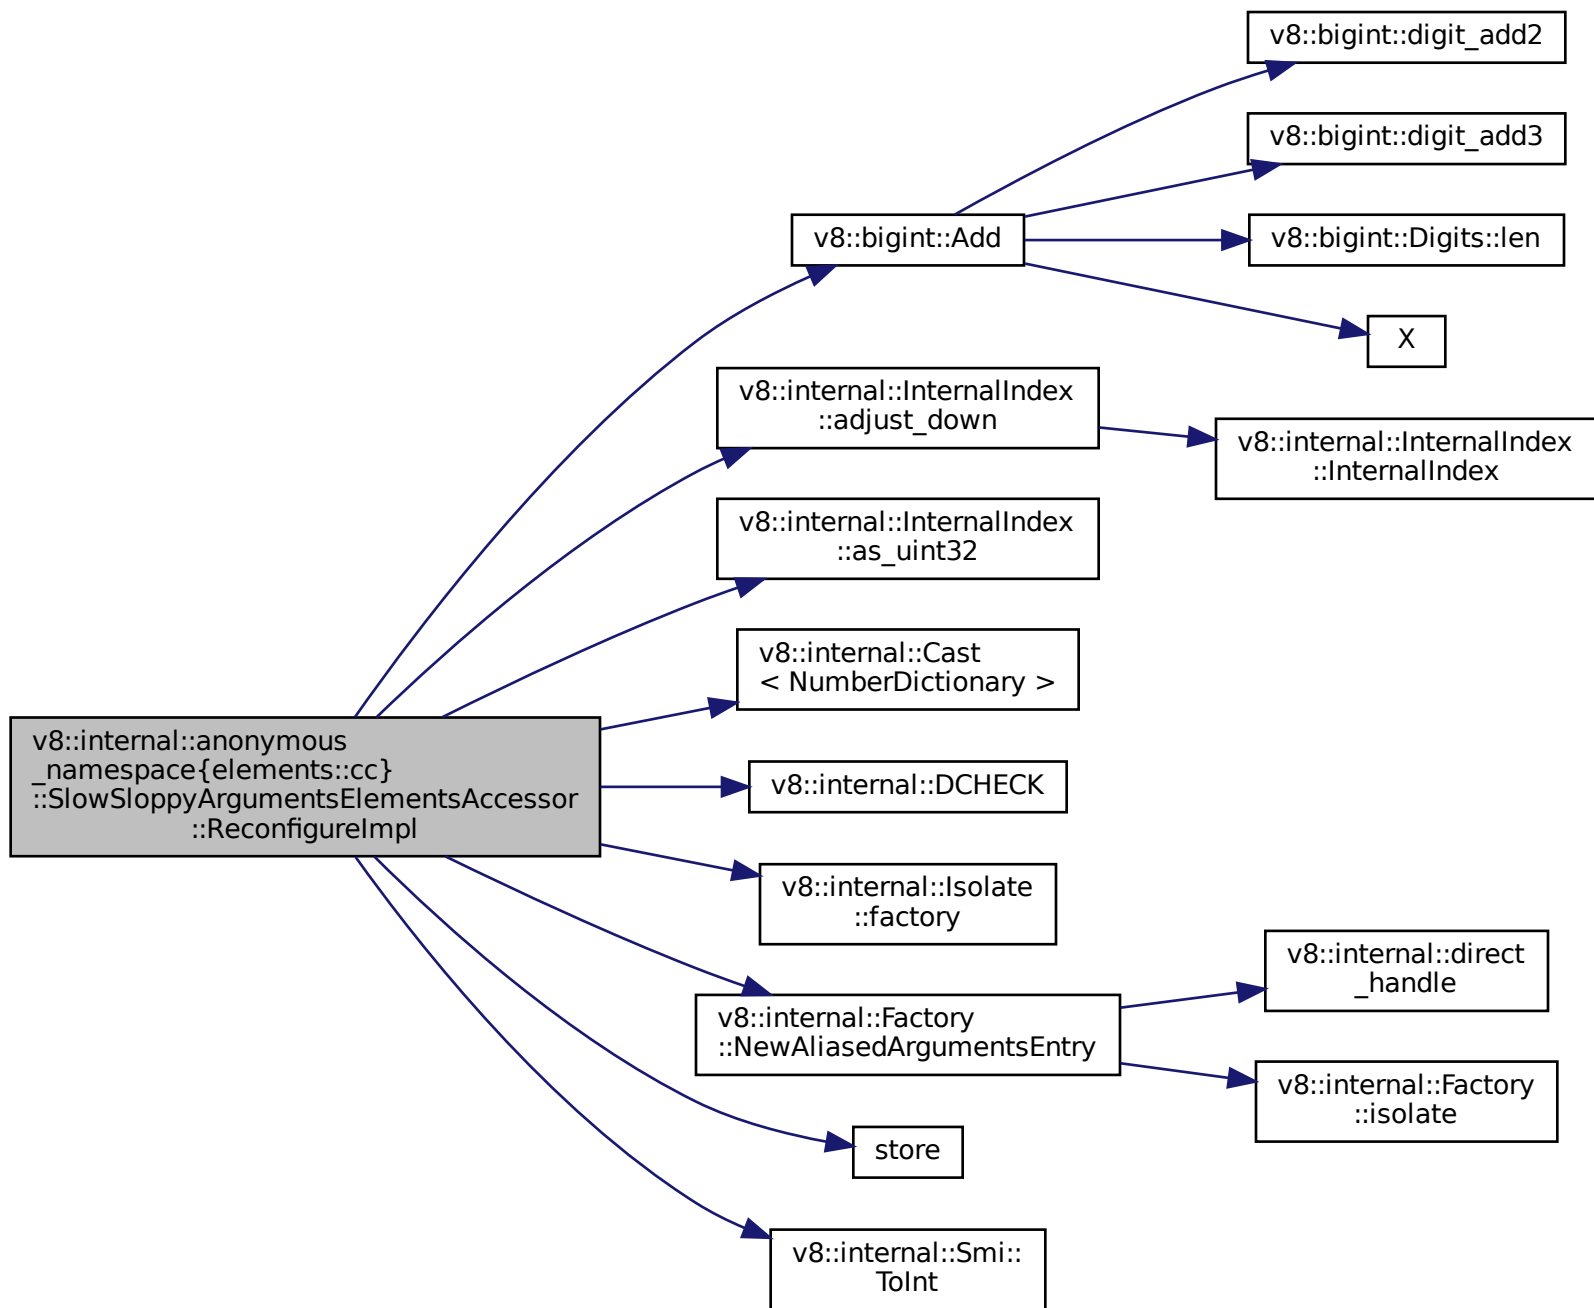 v8::bigint::digit_add2
v8::bigint::digit_add3
v8::bigint::Add
v8::bigint::Digits::len
X
v8::internal::InternalIndex
::adjust_down
v8::internal::InternalIndex
::InternalIndex
v8::internal::InternalIndex
::as_uint32
v8::internal::Cast
< NumberDictionary >
v8::internal::anonymous
_namespace{elements::cc}
::SlowSloppyArgumentsElementsAccessor
::ReconfigureImpl
v8::internal::DCHECK
v8::internal::Isolate
::factory
v8::internal::direct
_handle
v8::internal::Factory
::NewAliasedArgumentsEntry
v8::internal::Factory
::isolate
store
v8::internal::Smi::
ToInt